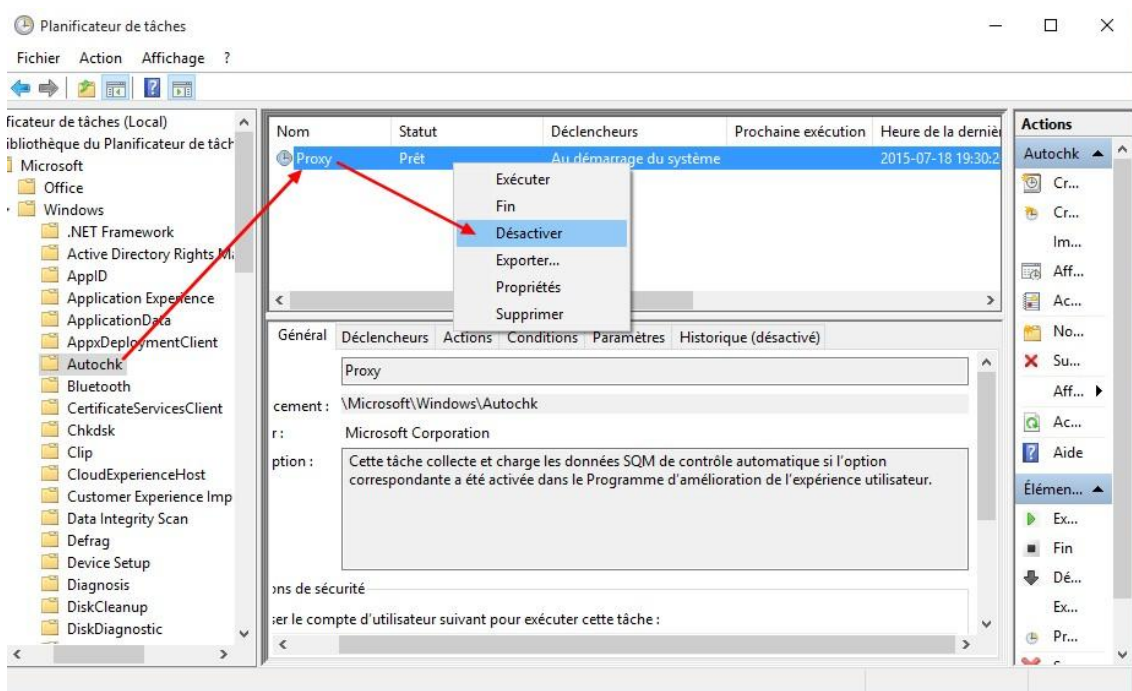 Planificateur de tâches
Fichier Action Affichage ?
ficateur de tâches (Local)
ibliothèque du Planificateur de tâch
Microsoft
Office
Windows
.NET Framework
Active Directory Rights Ma
AppID
Application Experience
ApplicationData
AppxDeploymentClient
Autochk
Bluetooth
CertificateServicesClient
Chkdsk
Clip
CloudExperienceHost
Customer Experience Imp
Data Integrity Scan
Defrag
Device Setup
Diagnosis
DiskCleanup
DiskDiagnostic
Nom Statut Déclencheurs Prochaine exécution Heure de la dernièr
Proxy Prêt Au démarrage du système 2015-07-18 19:30:2
Exécuter
Fin
Désactiver
Exporter...
Propriétés
Supprimer
Général Déclencheurs Actions Conditions Paramètres Historique (désactivé)
Proxy
cement : \Microsoft\Windows\Autochk
r : Microsoft Corporation
ption : Cette tâche collecte et charge les données SQM de contrôle automatique si l'option
correspondante a été activée dans le Programme d'amélioration de l'expérience utilisateur.
ons de sécurité
ser le compte d'utilisateur suivant pour exécuter cette tâche :
Actions
Autochk
Cr...
Cr...
Im...
Aff...
Ac...
No...
Su...
Aff...
Ac...
Aide
Élémen...
Ex...
Fin
Dé...
Ex...
Pr...